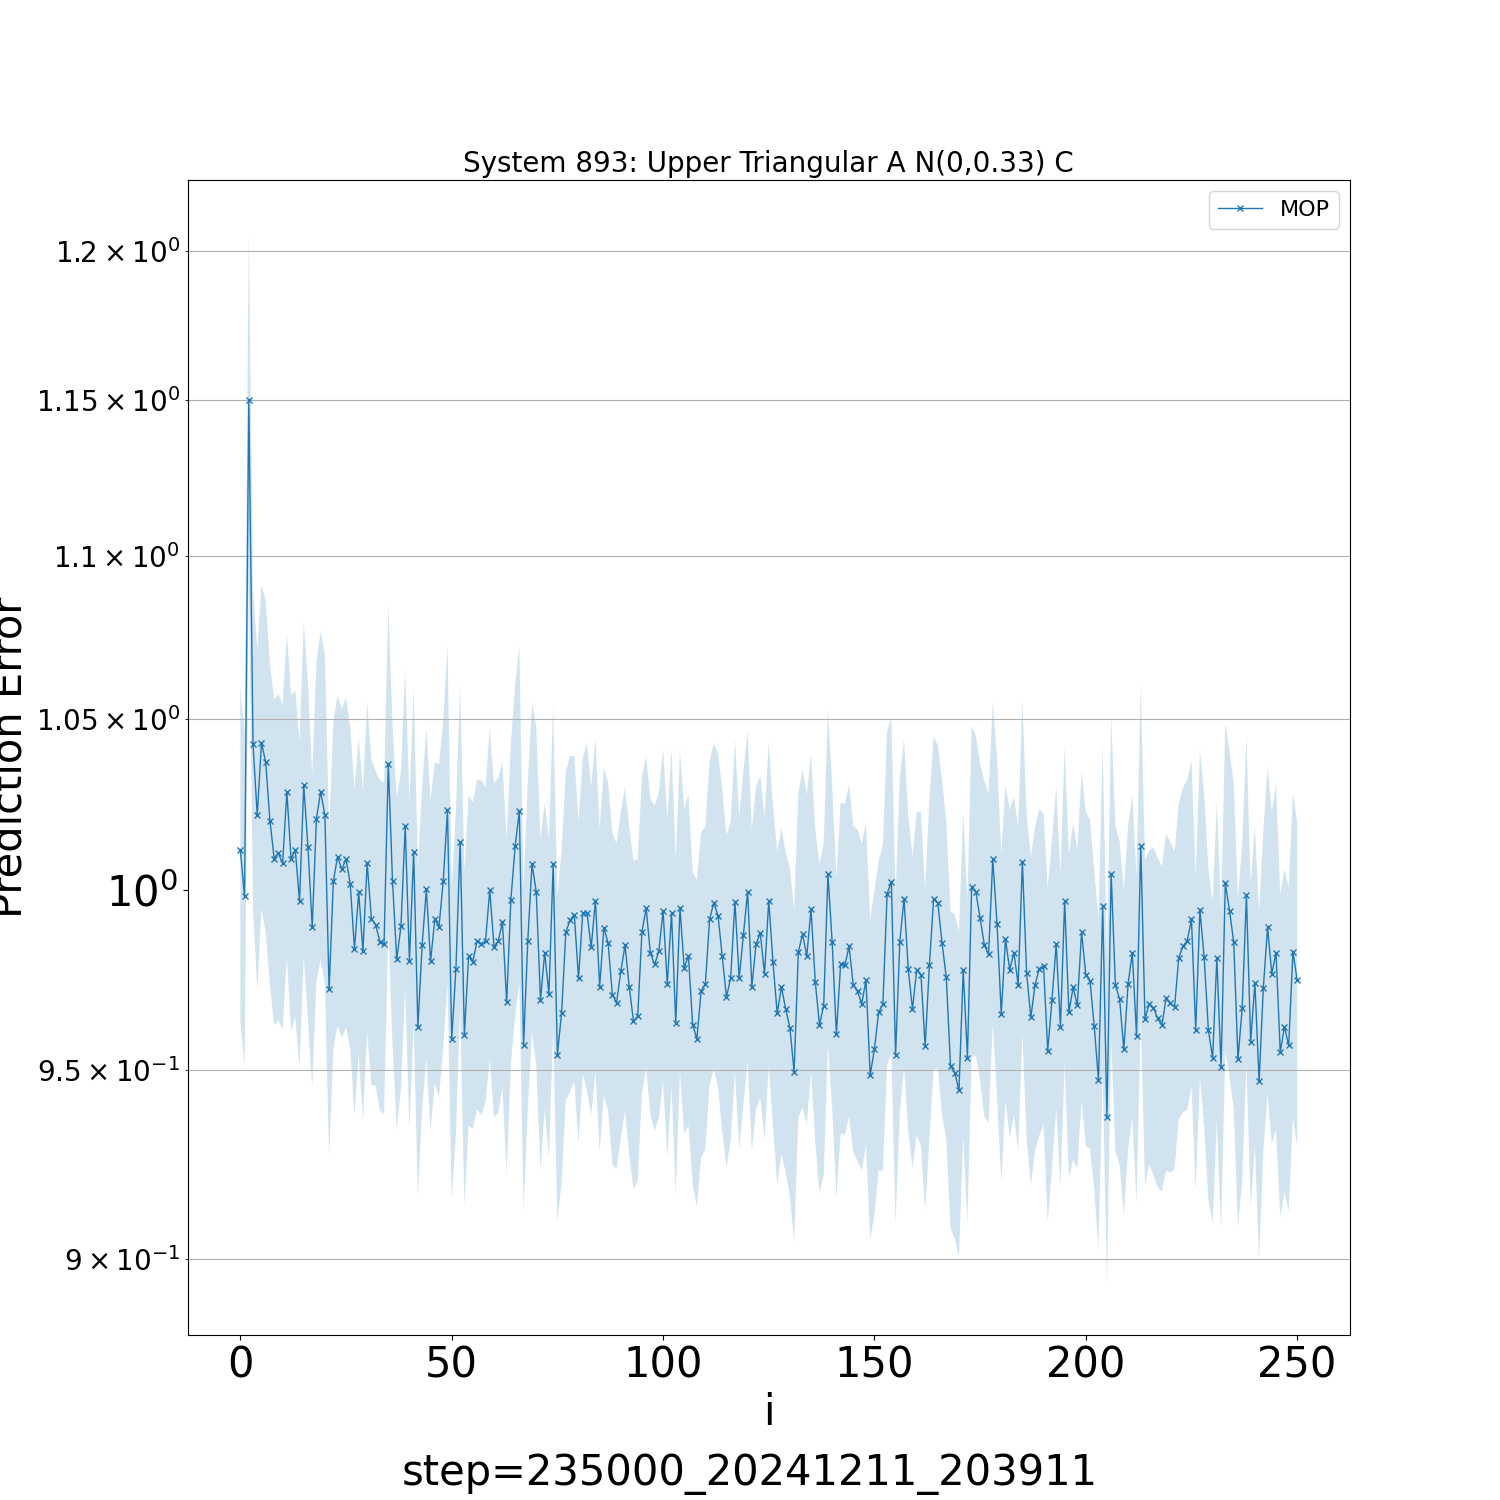 System 893: Upper Triangular A N(0,0.33) C
MOP
1.2 × 10⁰
1.15 × 10⁰
1.1 × 10⁰
1.05 × 10⁰
10⁰
9.5 × 10⁻¹
9 × 10⁻¹
Prediction Error
0 50 100 150 200 250
i
step=235000_20241211_203911